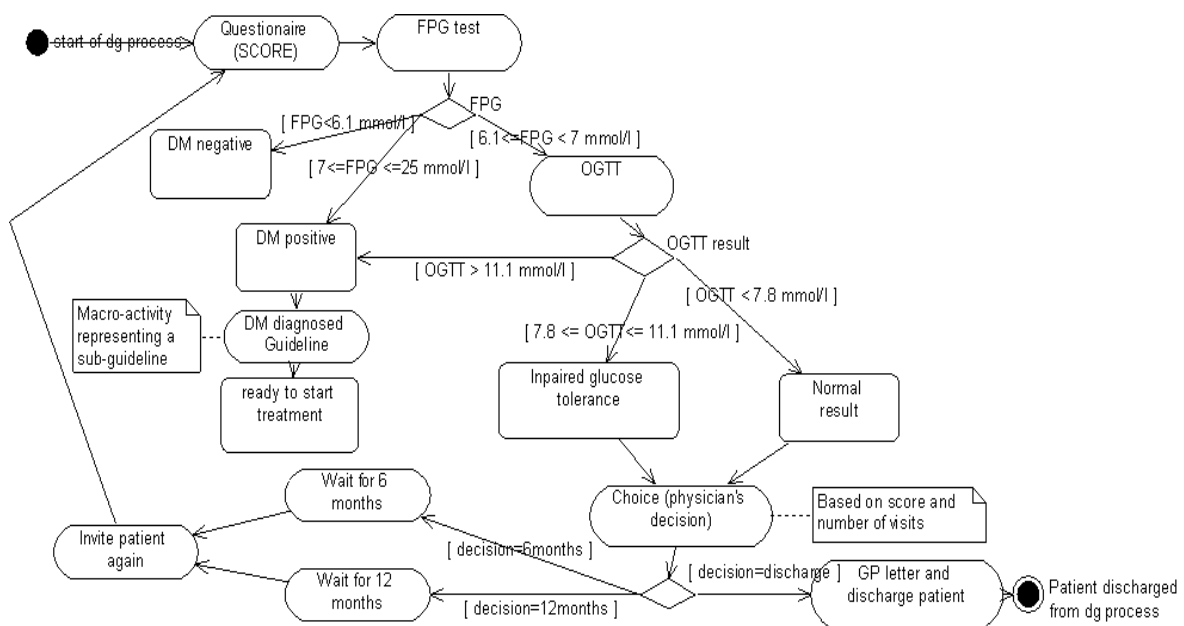 start of dg process
Questionaire
(SCORE)
FPG test
FPG
[ FPG<6.1 mmol/l ]
[ 6.1<=FPG < 7 mmol/l ]
DM negative
[ 7<=FPG <=25 mmol/l ]
OGTT
DM positive
OGTT result
[ OGTT > 11.1 mmol/l ]
[ OGTT <7.8 mmol/l ]
Macro-activity
representing a
sub-guideline
DM diagnosed
Guideline
[ 7.8 <= OGTT<= 11.1 mmol/l ]
ready to start
treatment
Inpaired glucose
tolerance
Normal
result
Wait for 6
months
Choice (physician's
decision)
Based on score and
number of visits
Invite patient
again
[ decision=6months ]
[ decision=discharge ]
Wait for 12
months
[ decision=12months ]
GP letter and
discharge patient
Patient discharged
from dg process